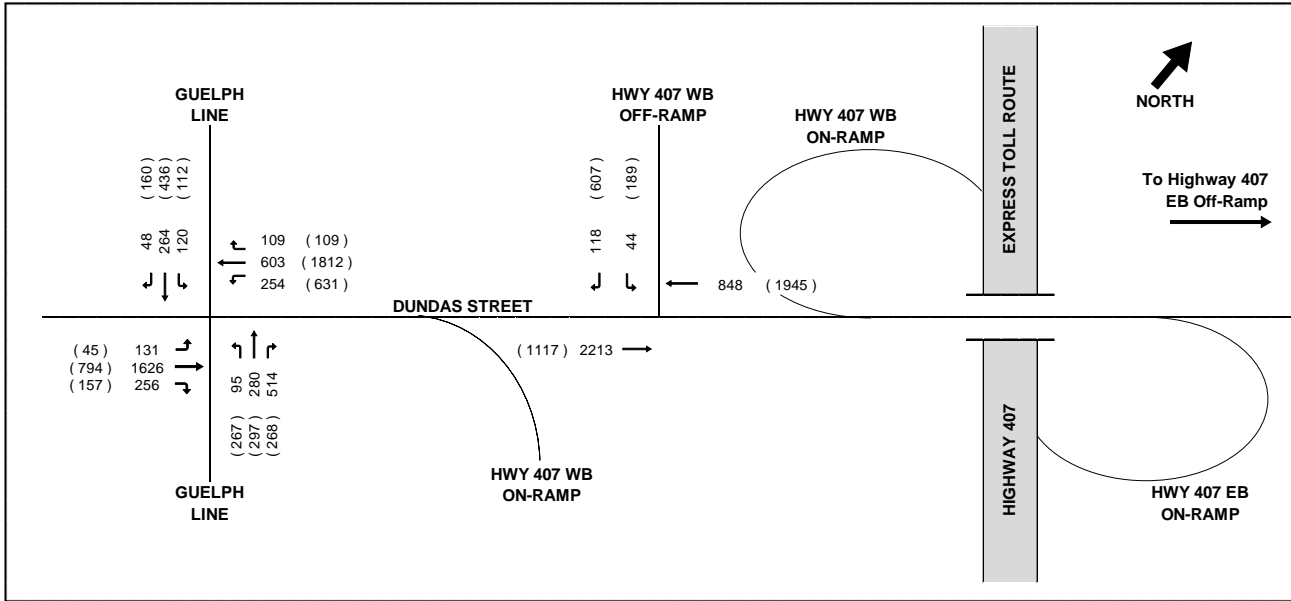 GUELPH
LINE
HWY 407 WB
OFF-RAMP
HWY 407 WB
ON-RAMP
EXPRESS TOLL ROUTE
NORTH
To Highway 407
EB Off-Ramp
( 160 )
( 436 )
( 112 )
48
264
120
109 ( 109 )
603 ( 1812 )
254 ( 631 )
( 607 )
( 189 )
118
44
848 ( 1945 )
DUNDAS STREET
( 45 ) 131
( 794 ) 1626
( 157 ) 256
95
280
514
( 267 )
( 297 )
( 268 )
( 1117 ) 2213
GUELPH
LINE
HWY 407 WB
ON-RAMP
HIGHWAY 407
HWY 407 EB
ON-RAMP